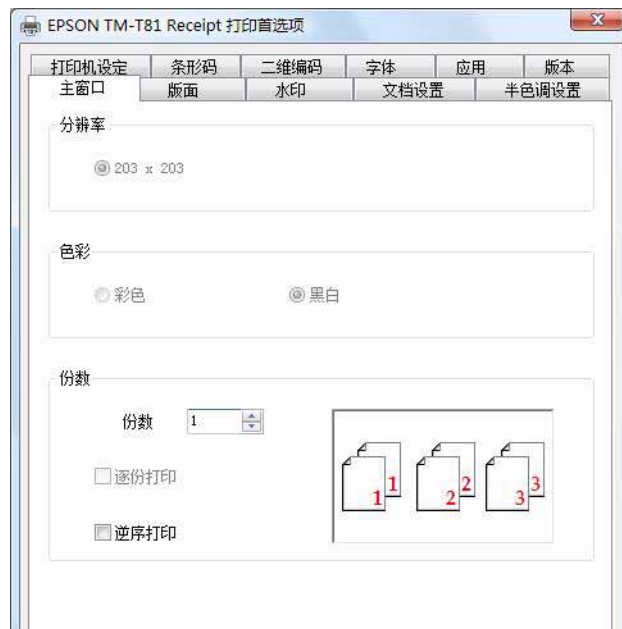 EPSON TM-T81 Receipt 打印首选项
打印机设定 条形码 二维编码 字体 应用 版本
主窗口 版面 水印 文档设置 半色调设置
分辨率
203 x 203
色彩
彩色 黑白
份数
份数 1
逐份打印
逆序打印
1 1 2 2 3 3